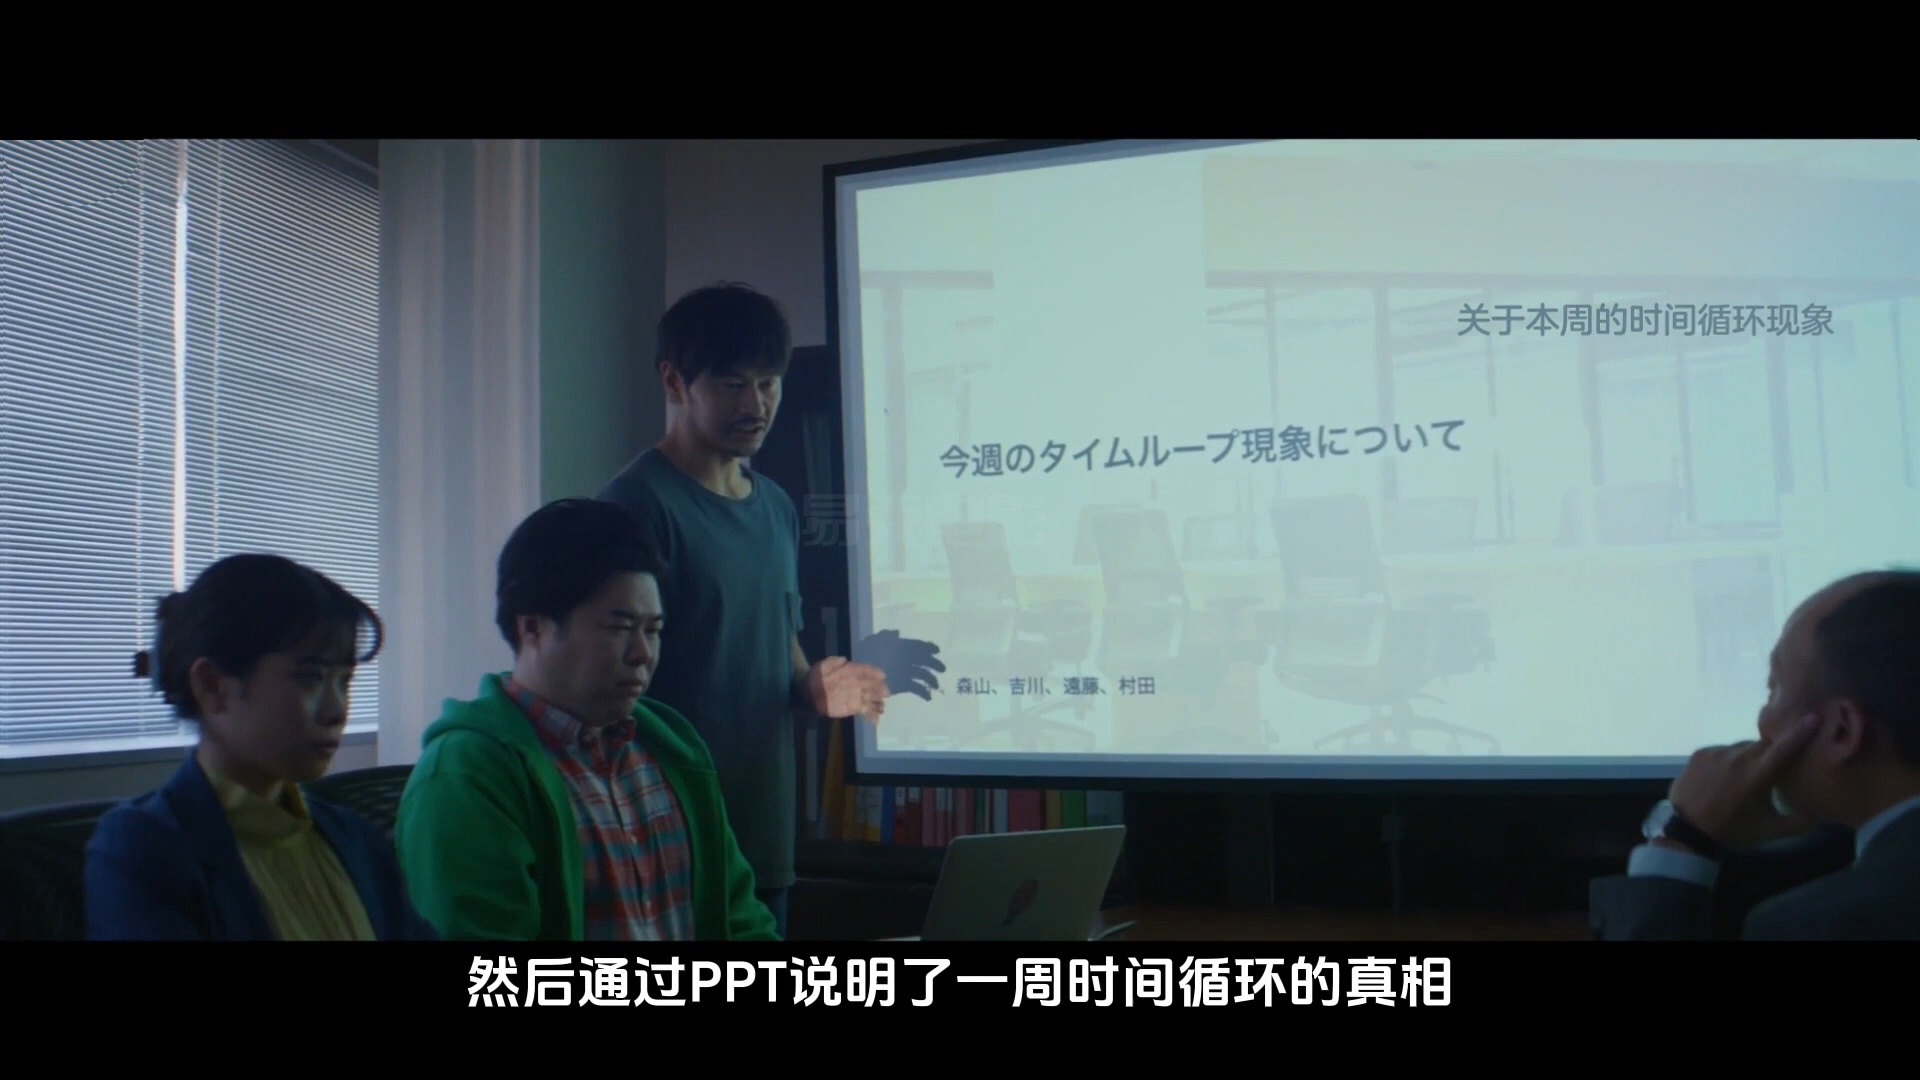 关于本周的时间循环现象
今週のタイムループ現象について
、森山、吉川、遠藤、村田
然后通过PPT说明了一周时间循环的真相